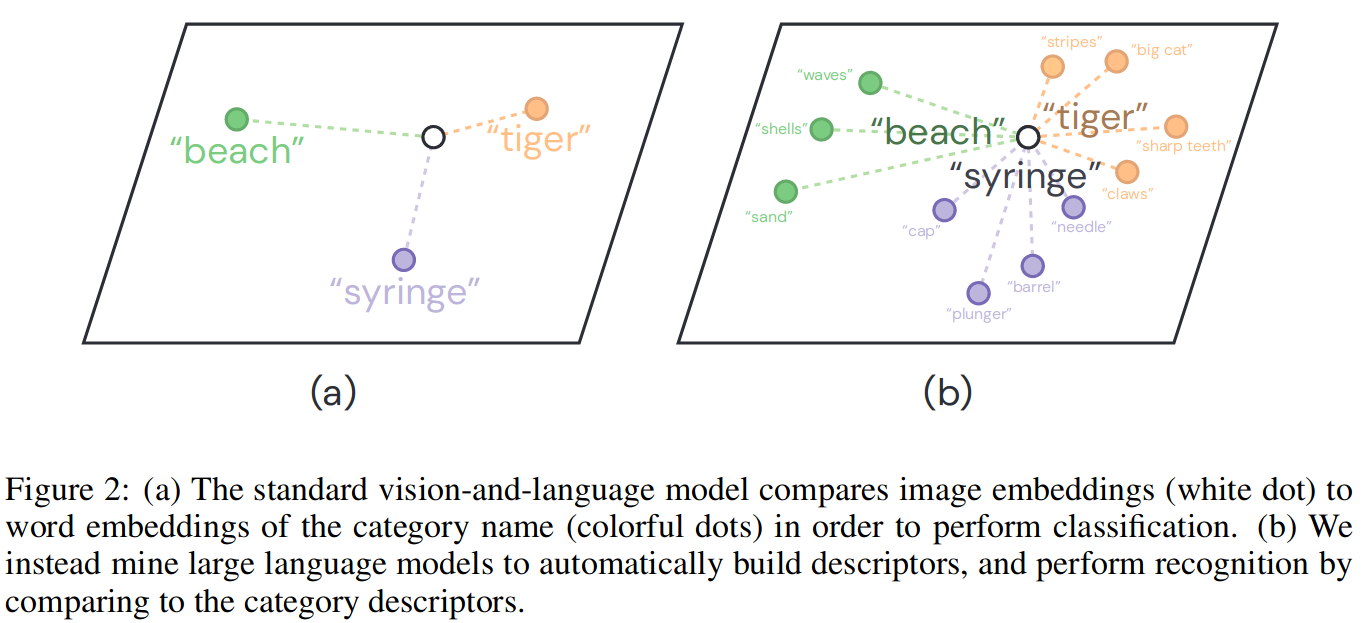 “beach”
“tiger”
“syringe”
(a)
“stripes”
“big cat”
“waves”
“shells”
“beach”
“tiger”
“sharp teeth”
“syringe”
“claws”
“sand”
“cap”
“needle”
“barrel”
“plunger”
(b)
Figure 2: (a) The standard vision-and-language model compares image embeddings (white dot) to
word embeddings of the category name (colorful dots) in order to perform classification. (b) We
instead mine large language models to automatically build descriptors, and perform recognition by
comparing to the category descriptors.